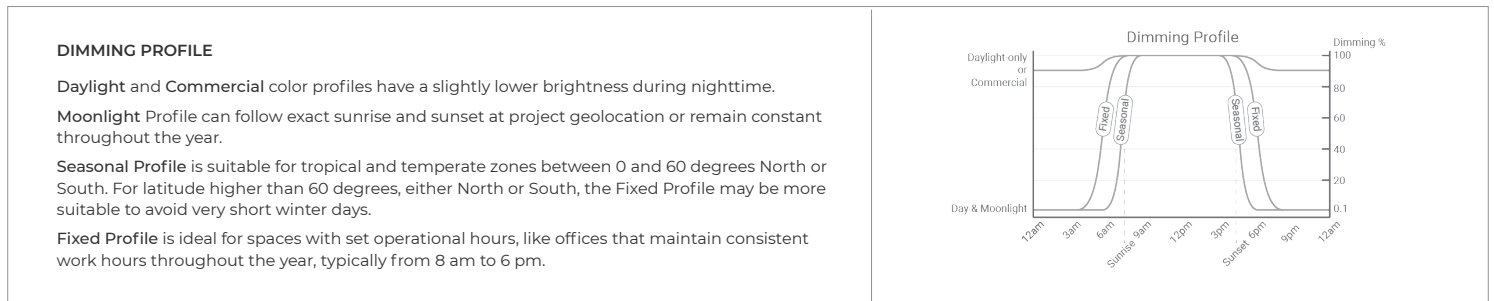 DIMMING PROFILE
Daylight and Commercial color profiles have a slightly lower brightness during nighttime.
Moonlight Profile can follow exact sunrise and sunset at project geolocation or remain constant
throughout the year.
Seasonal Profile is suitable for tropical and temperate zones between 0 and 60 degrees North or
South. For latitude higher than 60 degrees, either North or South, the Fixed Profile may be more
suitable to avoid very short winter days.
Fixed Profile is ideal for spaces with set operational hours, like offices that maintain consistent
work hours throughout the year, typically from 8 am to 6 pm.
Dimming Profile
Dimming %
Daylight-only
or
Commercial
Day & Moonlight
100
80
60
40
20
0.1
Fixed
Seasonal
Seasonal
Fixed
12am
3am
6am
Sunrise
9am
12pm
3pm
Sunset
6pm
9pm
12am